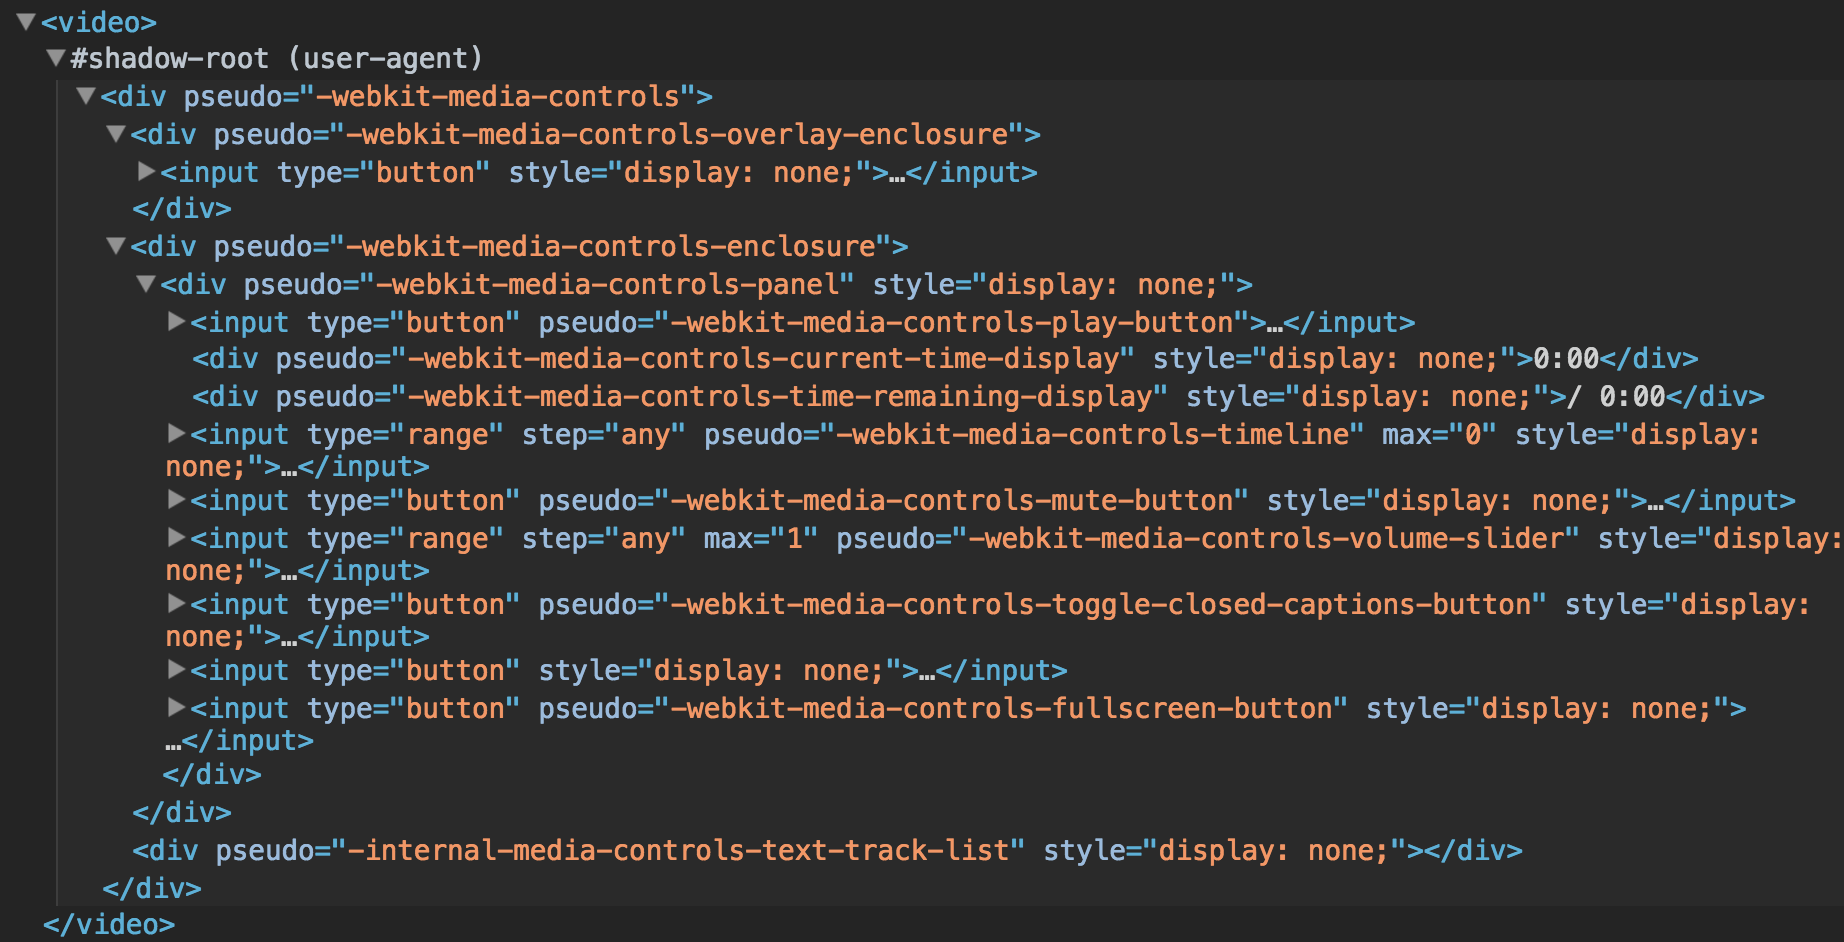 ▼<video>
▼#shadow-root (user-agent)
▼<div pseudo="-webkit-media-controls">
▼<div pseudo="-webkit-media-controls-overlay-enclosure">
▶<input type="button" style="display: none;">…</input>
</div>
▼<div pseudo="-webkit-media-controls-enclosure">
▼<div pseudo="-webkit-media-controls-panel" style="display: none;">
▶<input type="button" pseudo="-webkit-media-controls-play-button">…</input>
<div pseudo="-webkit-media-controls-current-time-display" style="display: none;">0:00</div>
<div pseudo="-webkit-media-controls-time-remaining-display" style="display: none;">/ 0:00</div>
▶<input type="range" step="any" pseudo="-webkit-media-controls-timeline" max="0" style="display:
none;">…</input>
▶<input type="button" pseudo="-webkit-media-controls-mute-button" style="display: none;">…</input>
▶<input type="range" step="any" max="1" pseudo="-webkit-media-controls-volume-slider" style="display:
none;">…</input>
▶<input type="button" pseudo="-webkit-media-controls-toggle-closed-captions-button" style="display:
none;">…</input>
▶<input type="button" style="display: none;">…</input>
▶<input type="button" pseudo="-webkit-media-controls-fullscreen-button" style="display: none;">
…</input>
</div>
</div>
<div pseudo="-internal-media-controls-text-track-list" style="display: none;"></div>
</div>
</video>